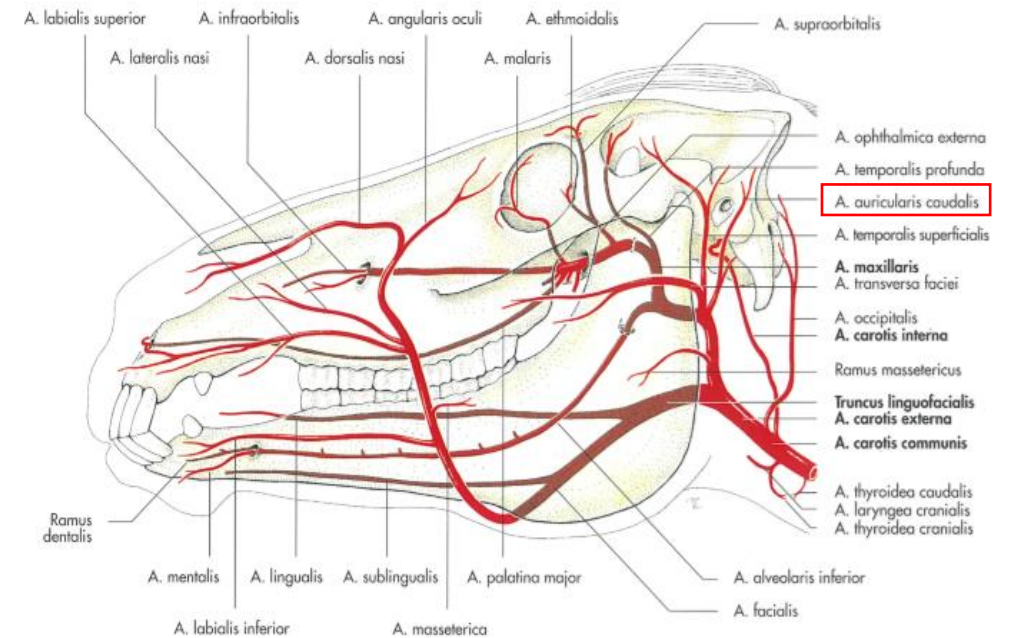 A. labialis superior
A. infraorbitalis
A. angularis oculi
A. ethmoidalis
A. supraorbitalis
A. lateralis nasi
A. dorsalis nasi
A. malaris
A. ophthalmica externa
A. temporalis profunda
A. auricularis caudalis
A. temporalis superficialis
A. maxillaris
A. transversa faciei
A. occipitalis
A. carotis interna
Ramus massetericus
Truncus linguofacialis
A. carotis externa
A. carotis communis
A. thyroidea caudalis
A. laryngea cranialis
A. thyroidea cranialis
Ramus
dentalis
A. mentalis
A. lingualis
A. sublingualis
A. palatina major
A. alveolaris inferior
A. facialis
A. labialis inferior
A. masseterica